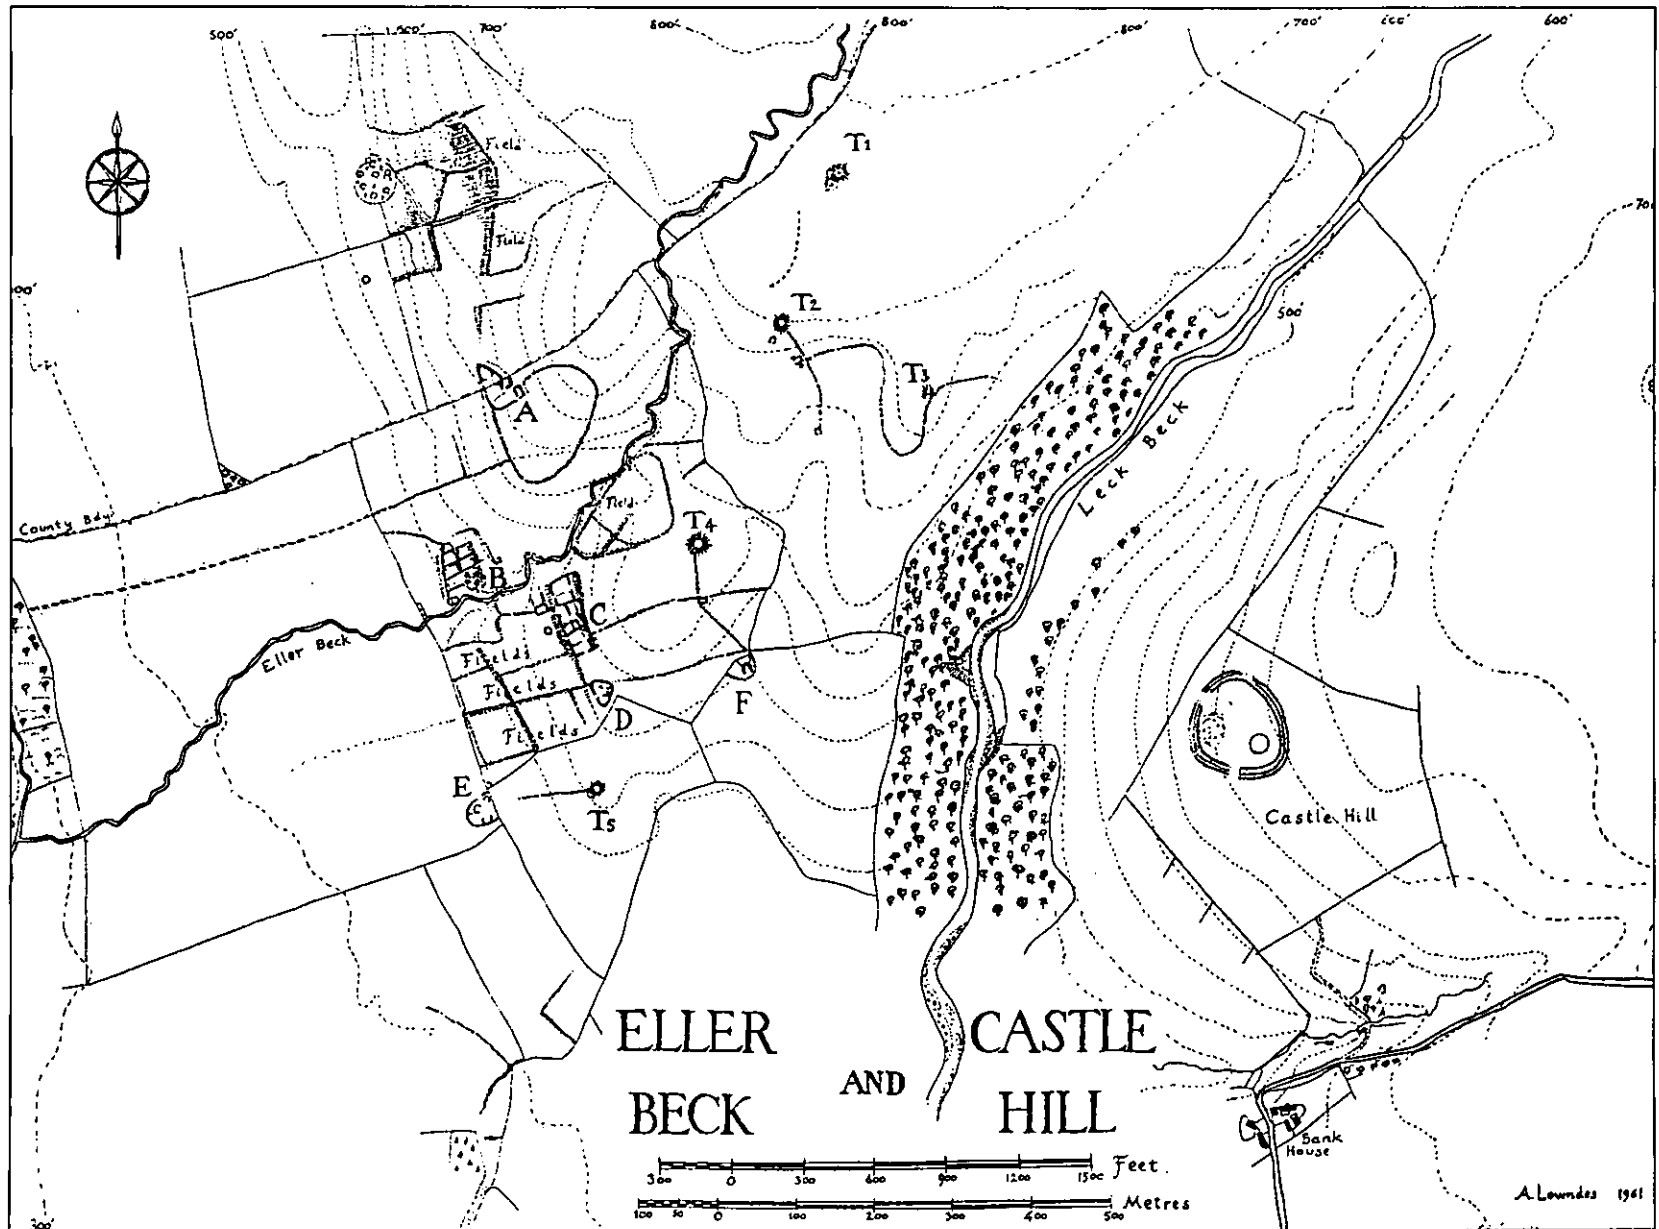 500'
700'
800'
800'
800'
700'
600'
600'
Field
T1
Field
T2
500'
T3
A
County Bdy
Field
T4
Leck Beck
B
C
Eller Beck
Fields
Fields
D
F
Fields
E
T5
Castle Hill
ELLER
BECK
AND
CASTLE
HILL
Bank
House
300 0 300 600 900 1200 1500 Feet.
100 50 0 100 200 300 400 500 Metres
A. Lowndes 1961
300'